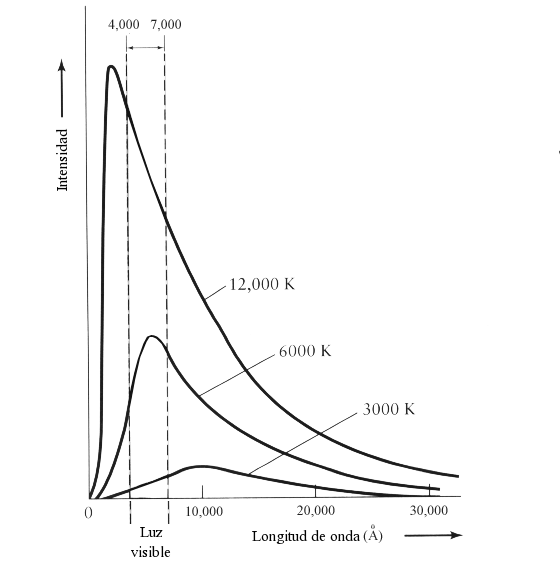 4,000 7,000
Intensidad
12,000 K
6000 K
3000 K
0 10,000 20,000 30,000
Luz
visible
Longitud de onda (Å)